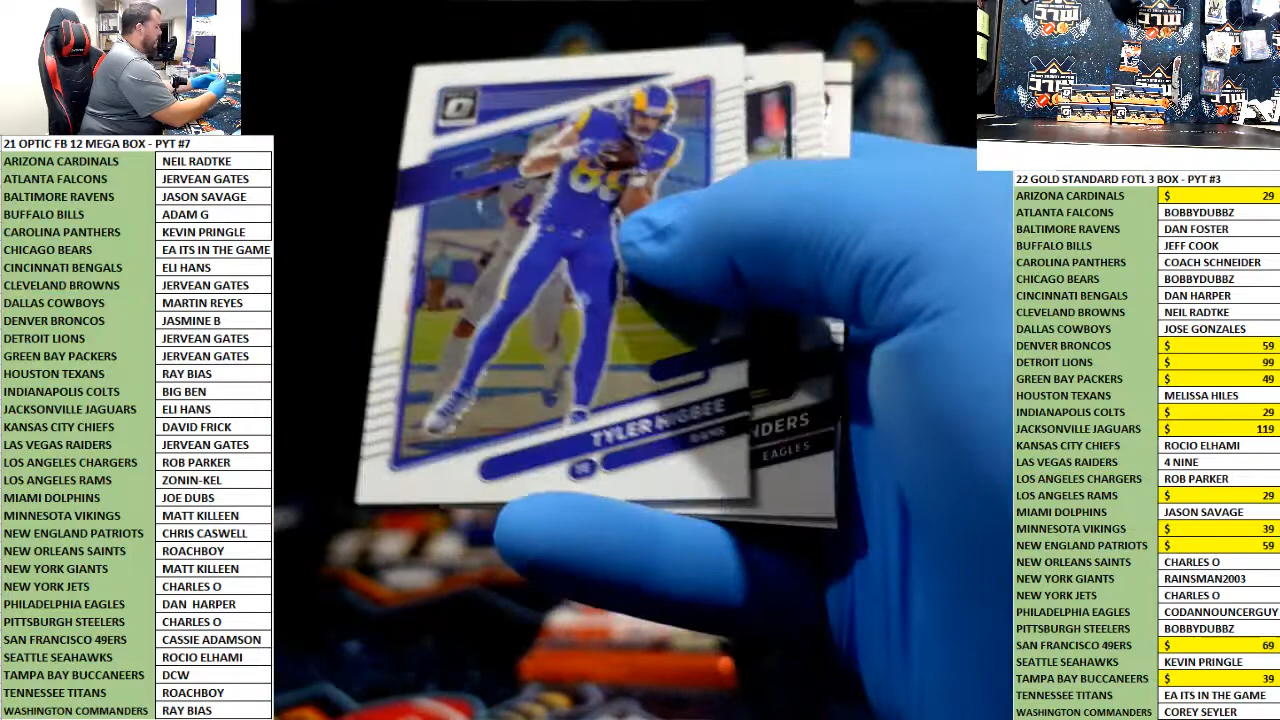 21 OPTIC FB 12 MEGA BOX - PYT #7
ARIZONA CARDINALS NEIL RADTKE
ATLANTA FALCONS JERVEAN GATES
BALTIMORE RAVENS JASON SAVAGE
BUFFALO BILLS ADAM G
CAROLINA PANTHERS KEVIN PRINGLE
CHICAGO BEARS EA ITS IN THE GAME
CINCINNATI BENGALS ELI HANS
CLEVELAND BROWNS JERVEAN GATES
DALLAS COWBOYS MARTIN REYES
DENVER BRONCOS JASMINE B
DETROIT LIONS JERVEAN GATES
GREEN BAY PACKERS JERVEAN GATES
HOUSTON TEXANS RAY BIAS
INDIANAPOLIS COLTS BIG BEN
JACKSONVILLE JAGUARS ELI HANS
KANSAS CITY CHIEFS DAVID FRICK
LAS VEGAS RAIDERS JERVEAN GATES
LOS ANGELES CHARGERS ROB PARKER
LOS ANGELES RAMS ZONIN-KEL
MIAMI DOLPHINS JOE DUBS
MINNESOTA VIKINGS MATT KILLEEN
NEW ENGLAND PATRIOTS CHRIS CASWELL
NEW ORLEANS SAINTS ROACHBOY
NEW YORK GIANTS MATT KILLEEN
NEW YORK JETS CHARLES O
PHILADELPHIA EAGLES DAN HARPER
PITTSBURGH STEELERS CHARLES O
SAN FRANCISCO 49ERS CASSIE ADAMSON
SEATTLE SEAHAWKS ROCIO ELHAMI
TAMPA BAY BUCCANEERS DCW
TENNESSEE TITANS ROACHBOY
WASHINGTON COMMANDERS RAY BIAS
TYLER HIGBEE
NDERS
EAGLES
22 GOLD STANDARD FOTL 3 BOX - PYT #3
ARIZONA CARDINALS $ 29
ATLANTA FALCONS BOBBYDUBBZ
BALTIMORE RAVENS DAN FOSTER
BUFFALO BILLS JEFF COOK
CAROLINA PANTHERS COACH SCHNEIDER
CHICAGO BEARS BOBBYDUBBZ
CINCINNATI BENGALS DAN HARPER
CLEVELAND BROWNS NEIL RADTKE
DALLAS COWBOYS JOSE GONZALES
DENVER BRONCOS $ 59
DETROIT LIONS $ 99
GREEN BAY PACKERS $ 49
HOUSTON TEXANS MELISSA HILES
INDIANAPOLIS COLTS $ 29
JACKSONVILLE JAGUARS $ 119
KANSAS CITY CHIEFS ROCIO ELHAMI
LAS VEGAS RAIDERS 4 NINE
LOS ANGELES CHARGERS ROB PARKER
LOS ANGELES RAMS $ 29
MIAMI DOLPHINS JASON SAVAGE
MINNESOTA VIKINGS $ 39
NEW ENGLAND PATRIOTS $ 59
NEW ORLEANS SAINTS CHARLES O
NEW YORK GIANTS RAINSMAN2003
NEW YORK JETS CHARLES O
PHILADELPHIA EAGLES CODANNOUNCERGUY
PITTSBURGH STEELERS BOBBYDUBBZ
SAN FRANCISCO 49ERS $ 69
SEATTLE SEAHAWKS KEVIN PRINGLE
TAMPA BAY BUCCANEERS $ 39
TENNESSEE TITANS EA ITS IN THE GAME
WASHINGTON COMMANDERS COREY SEYLER